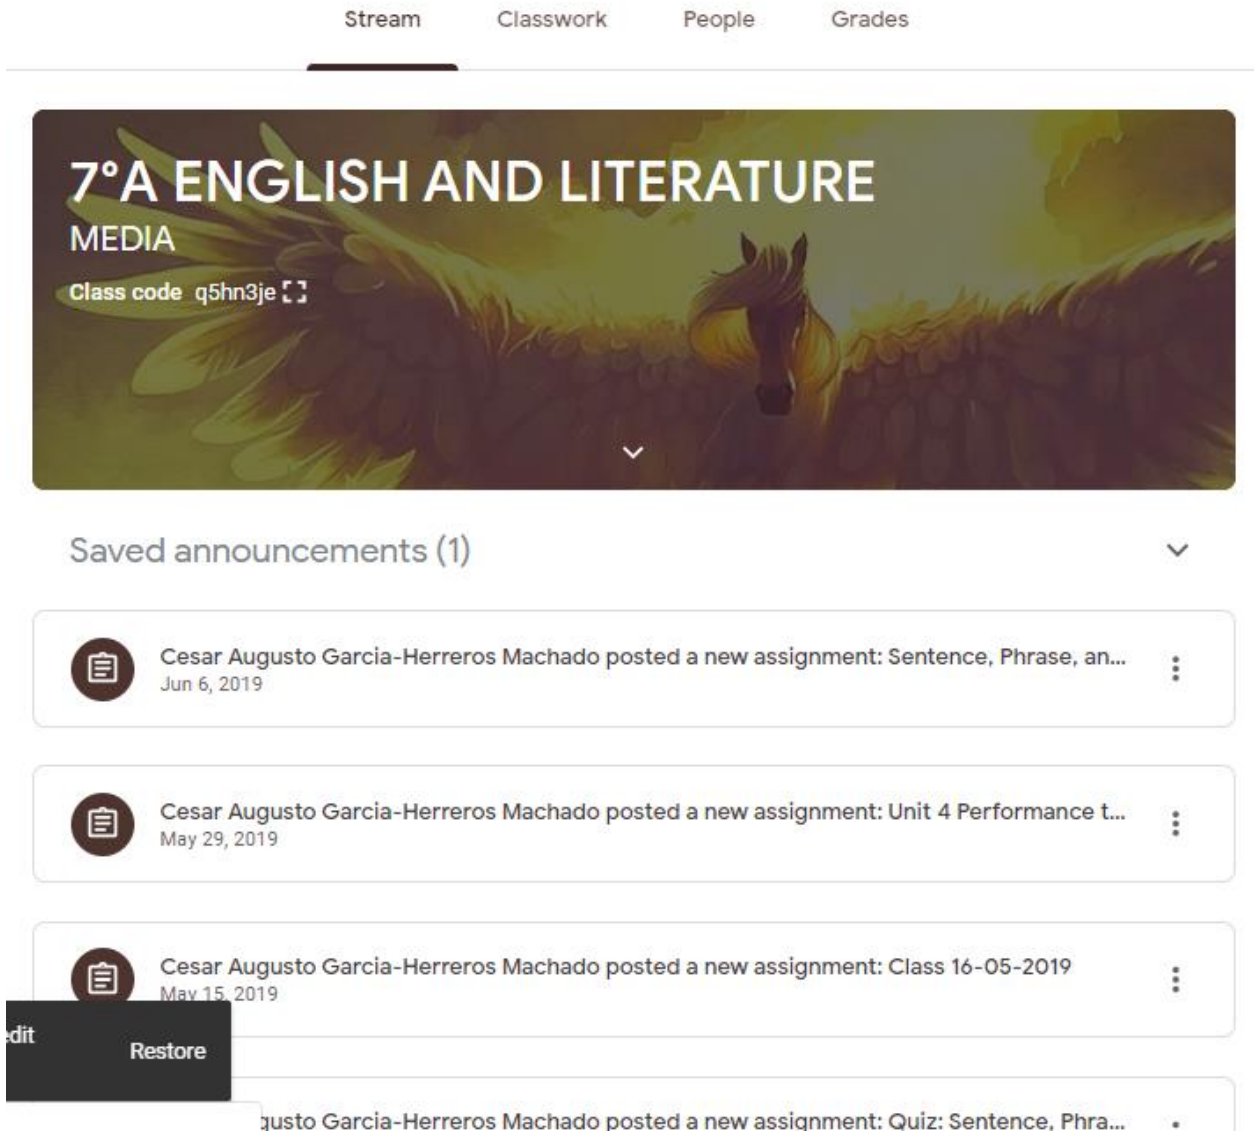 Stream Classwork People Grades
7°A ENGLISH AND LITERATURE
MEDIA
Class code q5hn3je
Saved announcements (1)
Cesar Augusto Garcia-Herreros Machado posted a new assignment: Sentence, Phrase, an...
Jun 6, 2019
Cesar Augusto Garcia-Herreros Machado posted a new assignment: Unit 4 Performance t...
May 29, 2019
Cesar Augusto Garcia-Herreros Machado posted a new assignment: Class 16-05-2019
May 15, 2019
edit
Restore
gusto Garcia-Herreros Machado posted a new assignment: Quiz: Sentence, Phra...